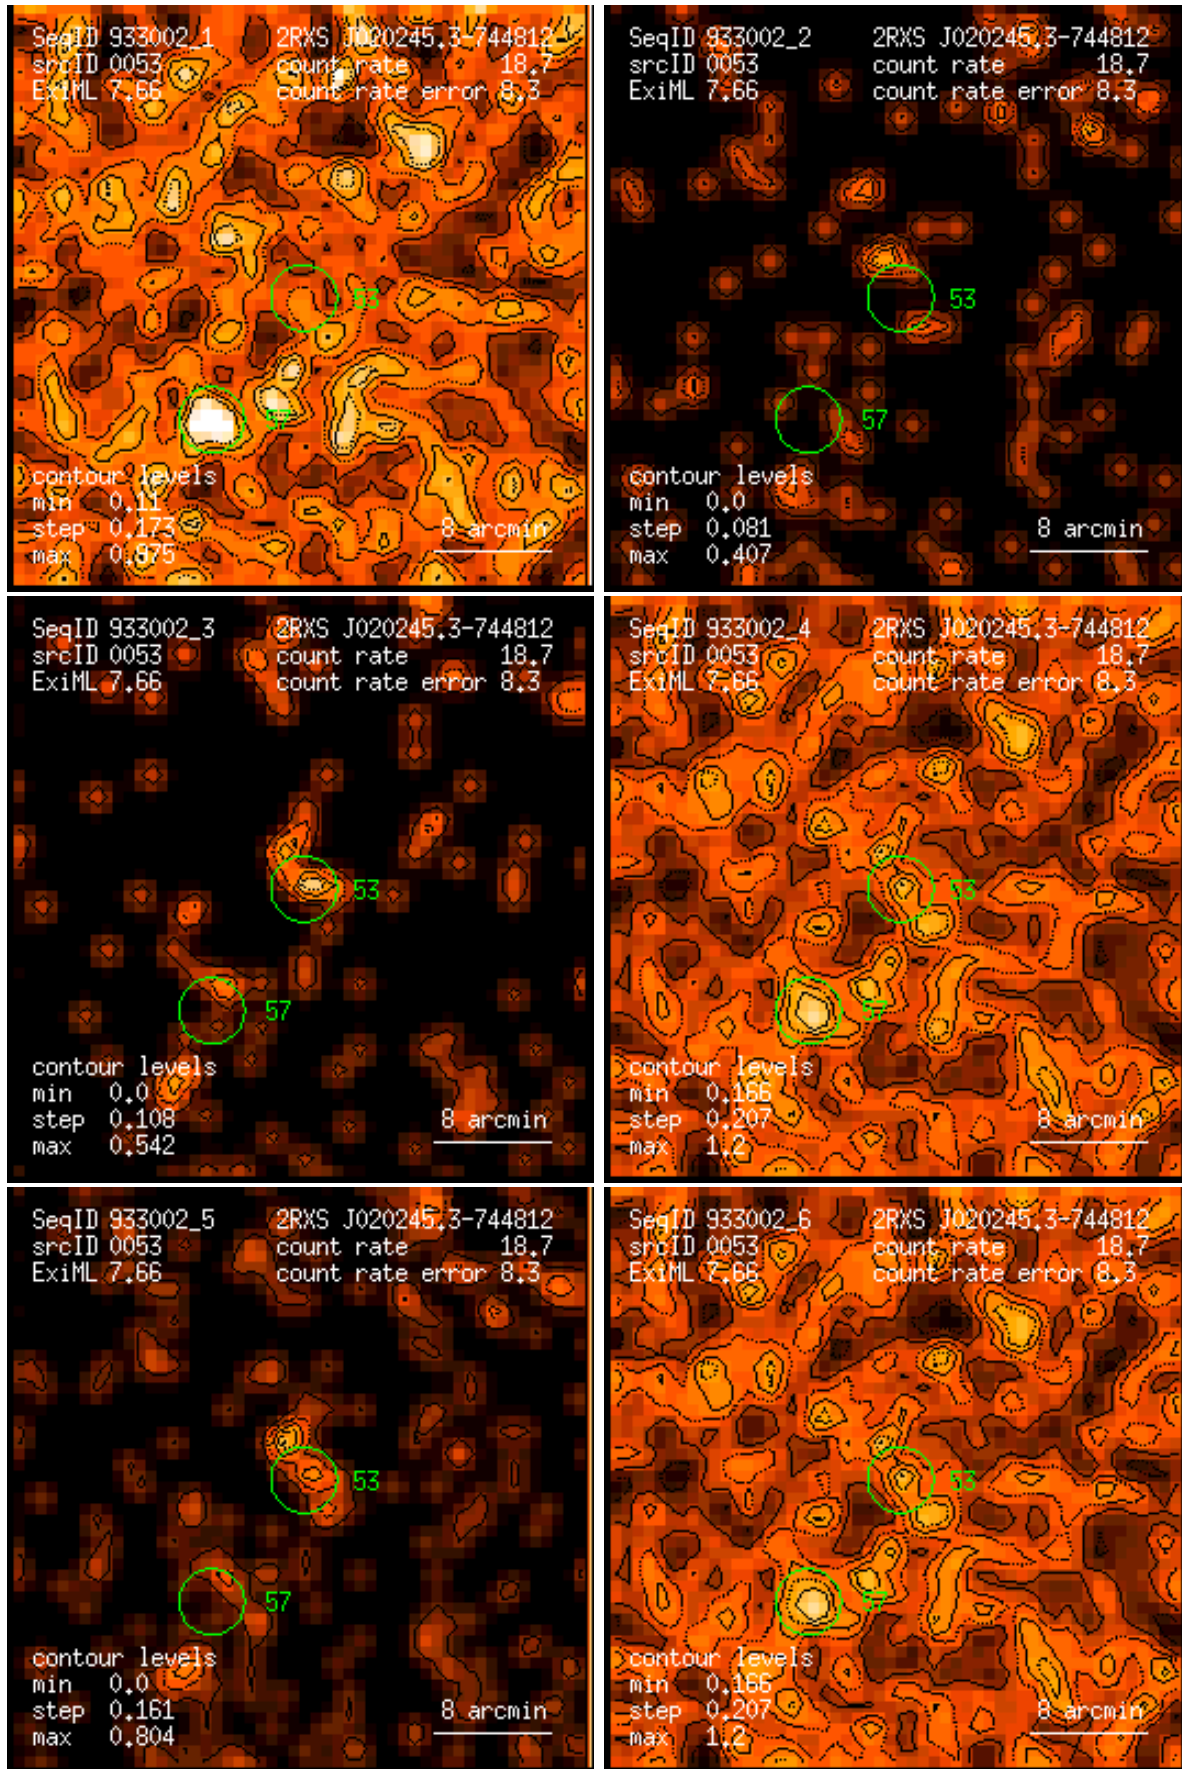 SeqID 933002_1 2RXS J020245.3-744812
srcID 0053 count rate 18.7
ExiML 7.66 count rate error 8.3
53
57
contour levels
min 0.11
step 0.173
max 0.975
8 arcmin
SeqID 933002_2 2RXS J020245.3-744812
srcID 0053 count rate 18.7
ExiML 7.66 count rate error 8.3
53
57
contour levels
min 0.0
step 0.081
max 0.407
8 arcmin
SeqID 933002_3 2RXS J020245.3-744812
srcID 0053 count rate 18.7
ExiML 7.66 count rate error 8.3
53
57
contour levels
min 0.0
step 0.108
max 0.542
8 arcmin
SeqID 933002_4 2RXS J020245.3-744812
srcID 0053 count rate 18.7
ExiML 7.66 count rate error 8.3
53
57
contour levels
min 0.166
step 0.207
max 1.2
8 arcmin
SeqID 933002_5 2RXS J020245.3-744812
srcID 0053 count rate 18.7
ExiML 7.66 count rate error 8.3
53
57
contour levels
min 0.0
step 0.161
max 0.804
8 arcmin
SeqID 933002_6 2RXS J020245.3-744812
srcID 0053 count rate 18.7
ExiML 7.66 count rate error 8.3
53
57
contour levels
min 0.166
step 0.207
max 1.2
8 arcmin